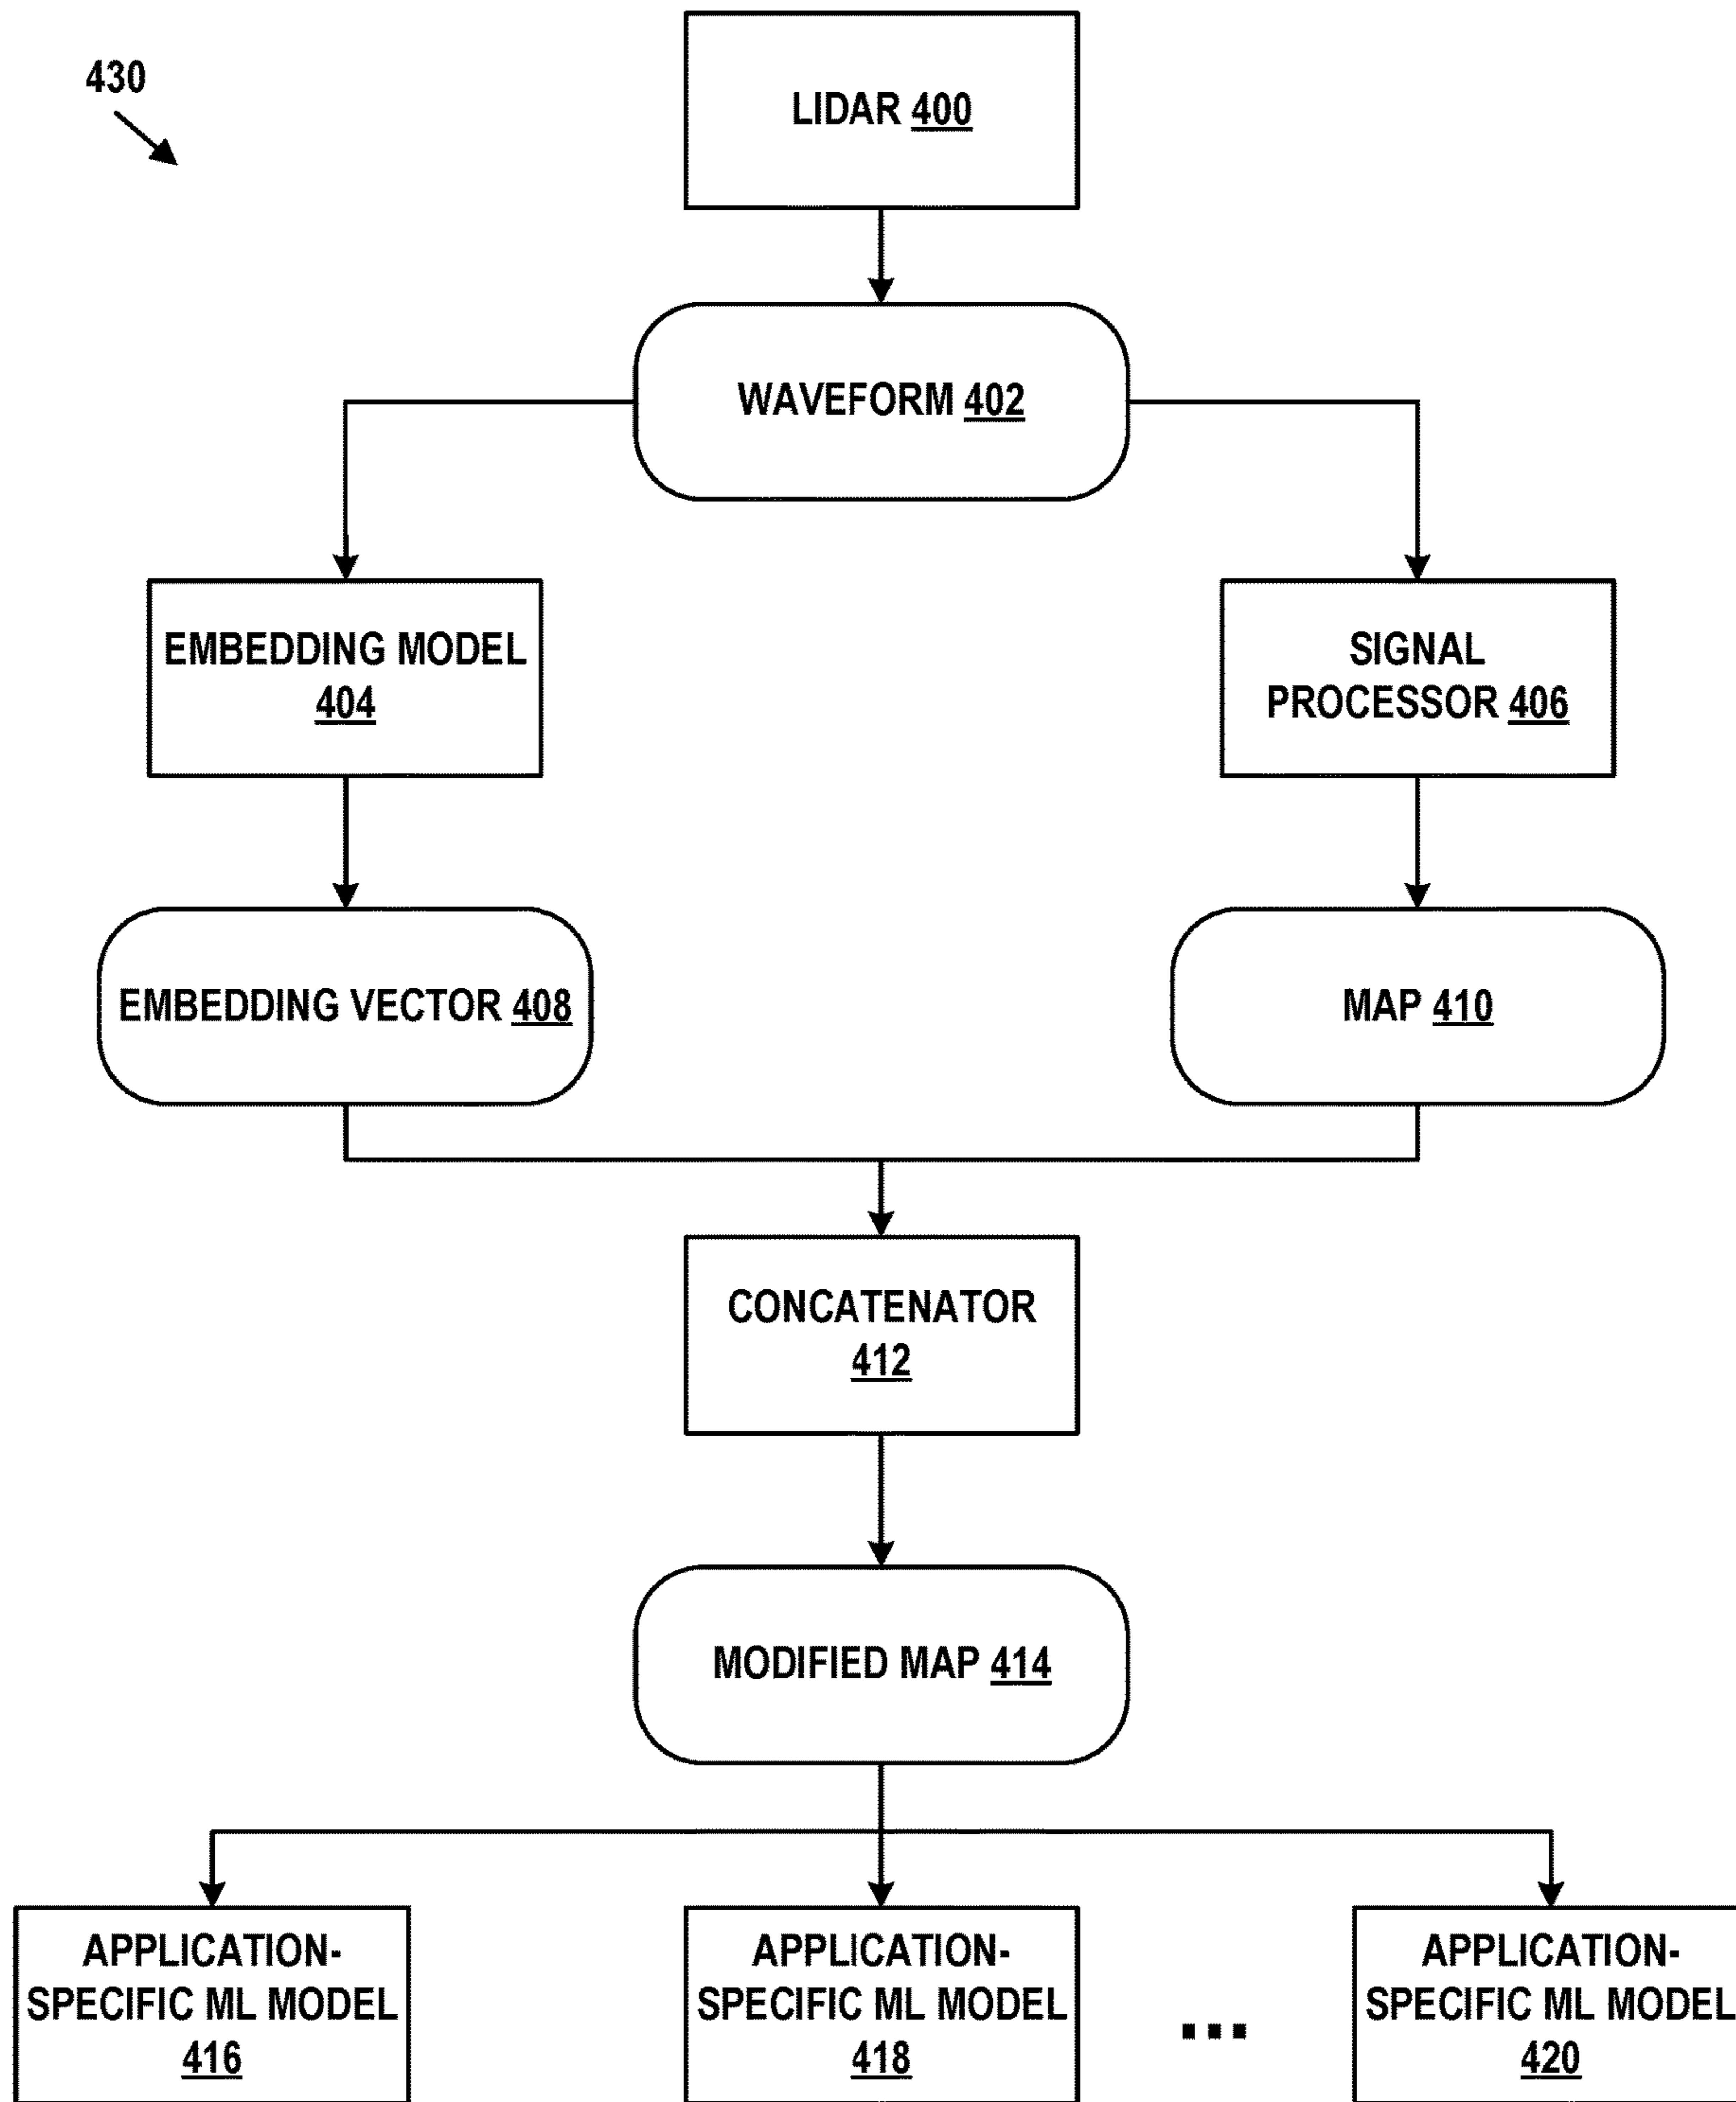 430
LIDAR 400
WAVEFORM 402
EMBEDDING MODEL
404
SIGNAL
PROCESSOR 406
EMBEDDING VECTOR 408
MAP 410
CONCATENATOR
412
MODIFIED MAP 414
APPLICATION-
SPECIFIC ML MODEL
416
APPLICATION-
SPECIFIC ML MODEL
418
...
APPLICATION-
SPECIFIC ML MODEL
420